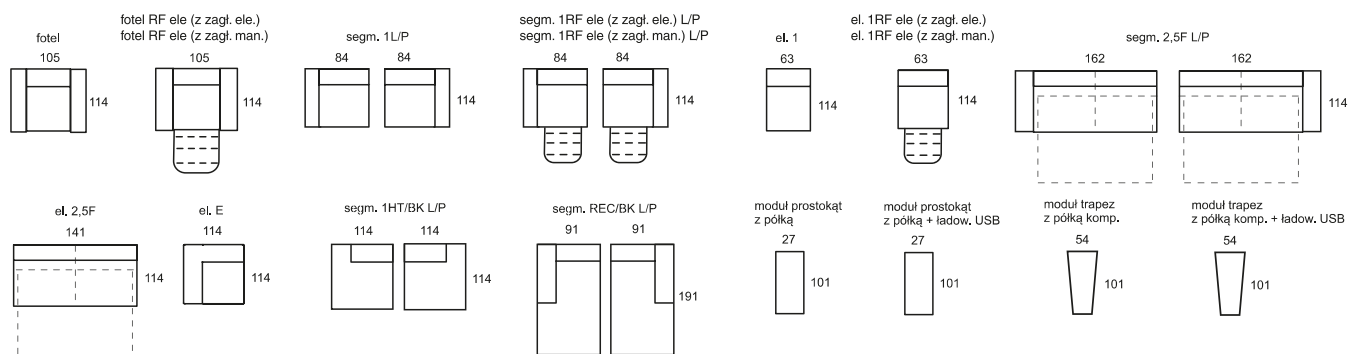 fotel
105
114
fotel RF ele (z zagł. ele.)
fotel RF ele (z zagł. man.)
105
114
segm. 1L/P
84 84
114
segm. 1RF ele (z zagł. ele.) L/P
segm. 1RF ele (z zagł. man.) L/P
84 84
114
el. 1
63
114
el. 1RF ele (z zagł. ele.)
el. 1RF ele (z zagł. man.)
63
114
segm. 2,5F L/P
162 162
114
el. 2,5F
141
114
el. E
114
114
segm. 1HT/BK L/P
114 114
114
segm. REC/BK L/P
91 91
191
moduł prostokąt
z półką
27
101
moduł prostokąt
z półką + ładow. USB
27
101
moduł trapez
z półką komp.
54
101
moduł trapez
z półką komp. + ładow. USB
54
101